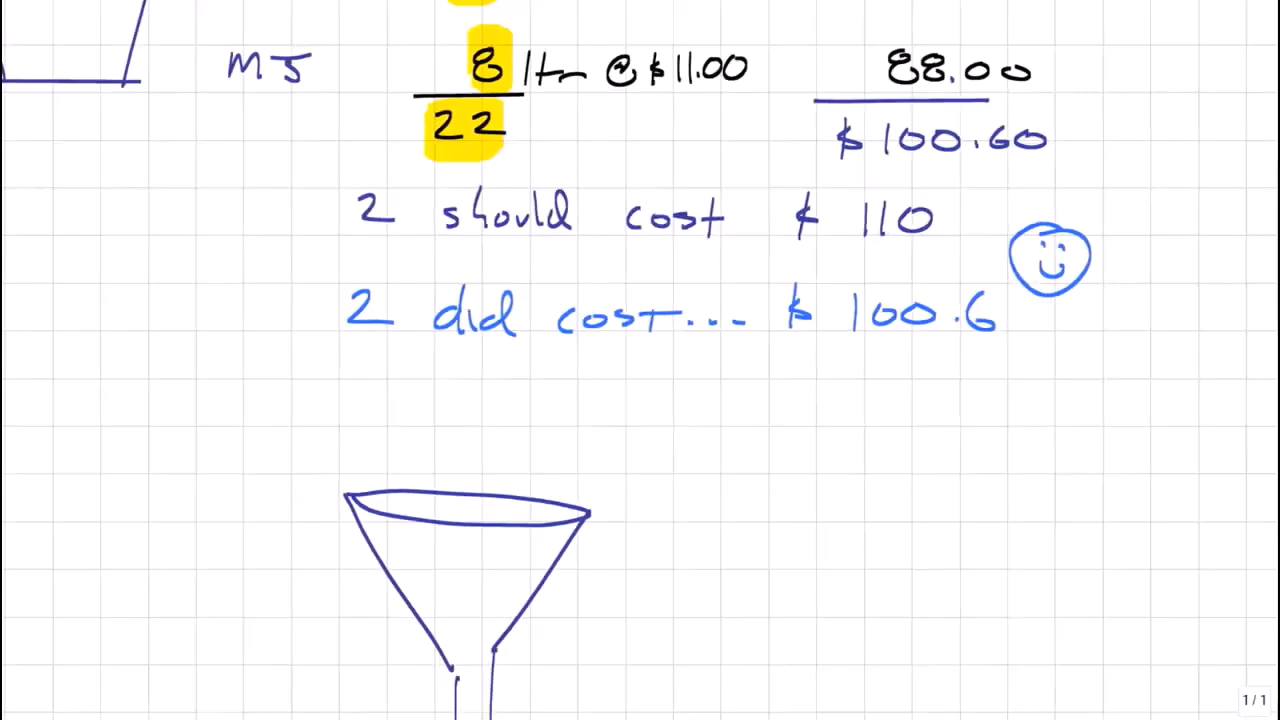 MJ 8 ltr @ $11.00 88.00
22 $100.60
2 should cost $ 110
2 did cost... $ 100.6
1/1